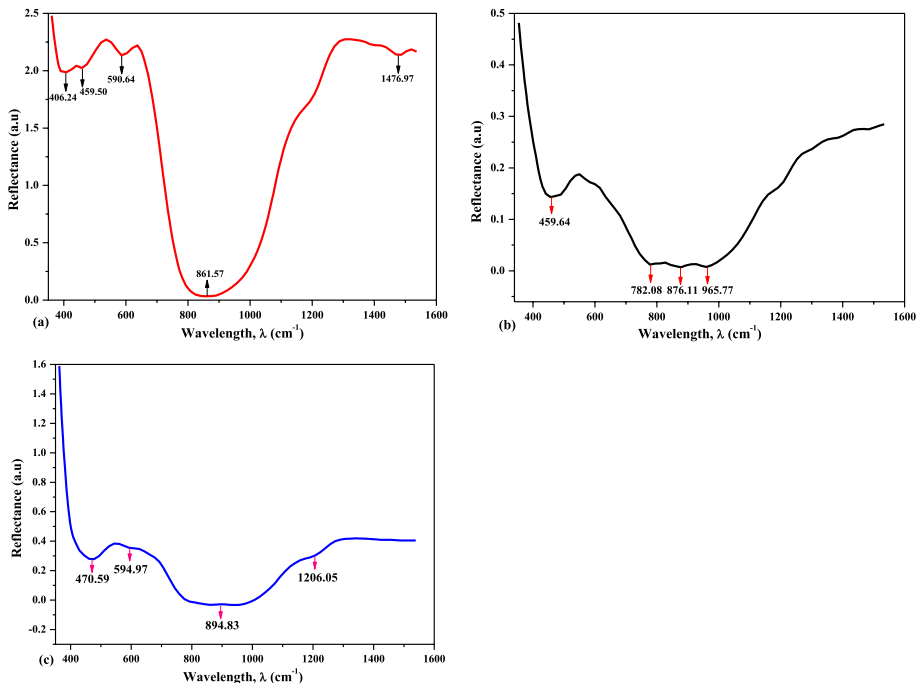 2.5
2.0
1.5
1.0
0.5
0.0
Reflectance (a.u)
406.24
459.50
590.64
861.57
1476.97
400 600 800 1000 1200 1400 1600
(a)
Wavelength, λ (cm⁻¹)
0.5
0.4
0.3
0.2
0.1
0.0
Reflectance (a.u)
459.64
782.08 876.11 965.77
400 600 800 1000 1200 1400 1600
(b)
Wavelength, λ (cm⁻¹)
1.6
1.4
1.2
1.0
0.8
0.6
0.4
0.2
0.0
-0.2
Reflectance (a.u)
470.59
594.97
894.83
1206.05
400 600 800 1000 1200 1400 1600
(c)
Wavelength, λ (cm⁻¹)